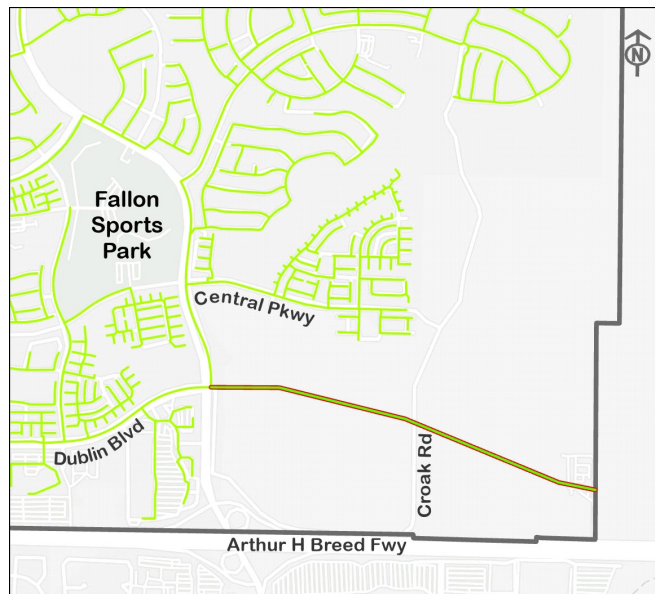 N
Fallon
Sports
Park
Central Pkwy
Dublin Blvd
Croak Rd
Arthur H Breed Fwy